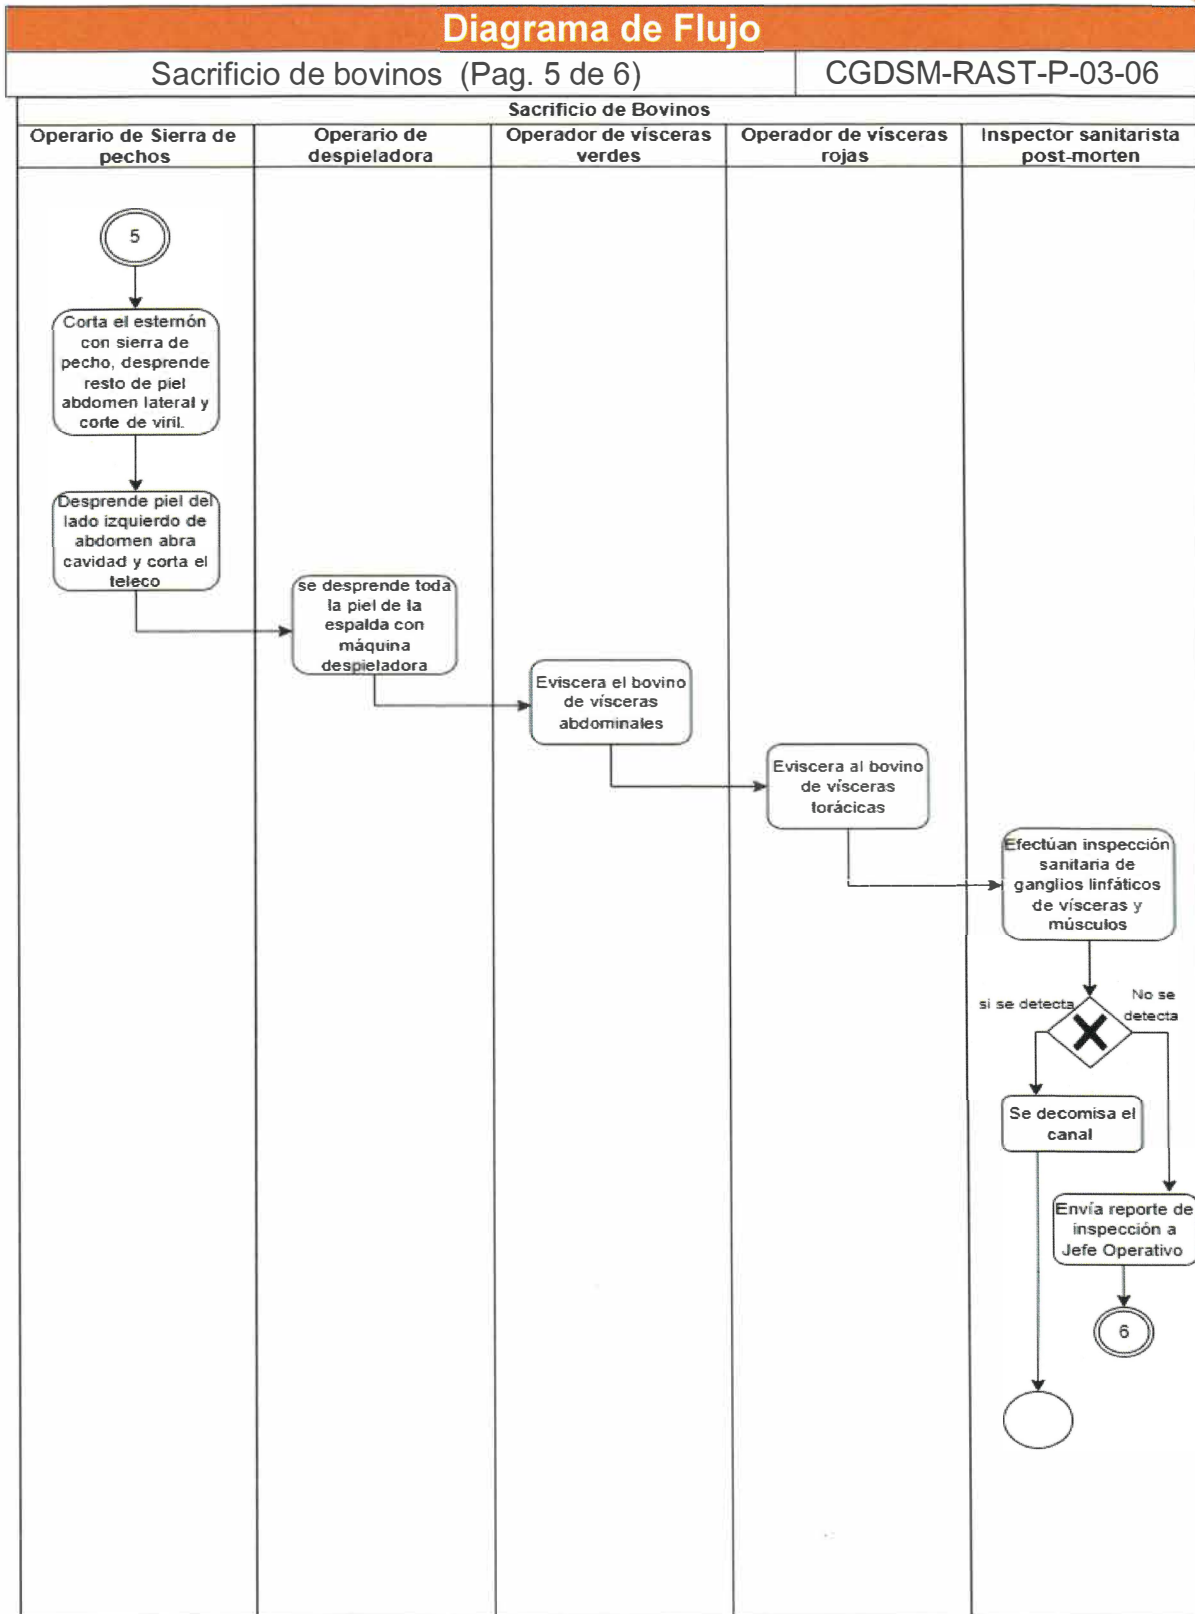 Diagrama de Flujo
Sacrificio de bovinos (Pag. 5 de 6)
CGDSM-RAST-P-03-06
Sacrificio de Bovinos
Operario de Sierra de
pechos
Operario de
despieladora
Operador de vísceras
verdes
Operador de vísceras
rojas
Inspector sanitarista
post-morten
5
Corta el esternón
con sierra de
pecho, desprende
resto de piel
abdomen lateral y
corte de viril.
Desprende piel del
lado izquierdo de
abdomen abra
cavidad y corta el
teleco
se desprende toda
la piel de la
espalda con
máquina
despieladora
Eviscera el bovino
de vísceras
abdominales
Eviscera al bovino
de vísceras
torácicas
Efectúan inspección
sanitaria de
ganglios linfáticos
de vísceras y
músculos
si se detecta
No se
detecta
Se decomisa el
canal
Envía reporte de
inspección a
Jefe Operativo
6